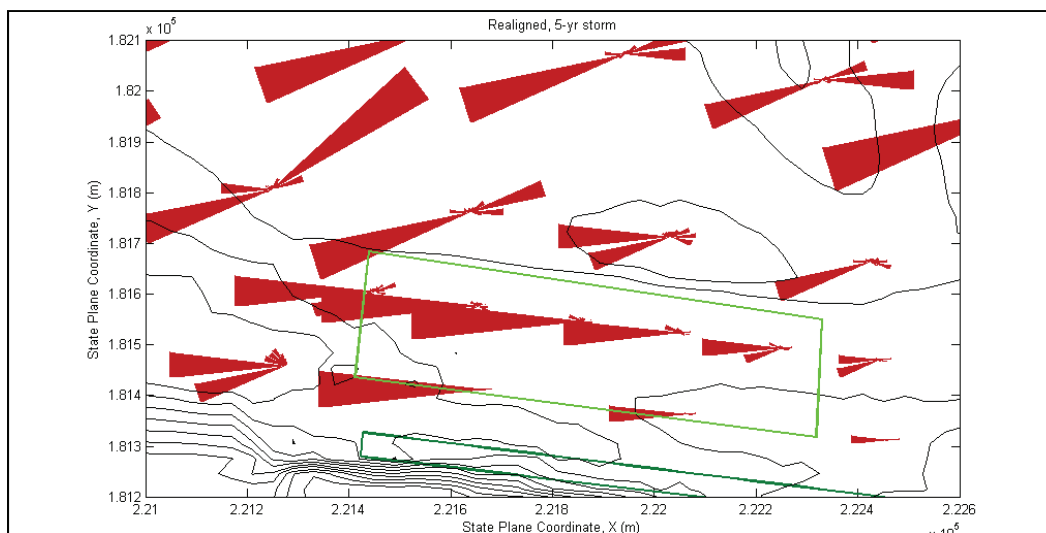 Realigned, 5-yr storm
x 10⁵
1.821
1.82
1.819
1.818
1.817
1.816
1.815
1.814
1.813
1.812
State Plane Coordinate, Y (m)
2.21 2.212 2.214 2.216 2.218 2.22 2.222 2.224 2.226
State Plane Coordinate, X (m)
x 10⁵